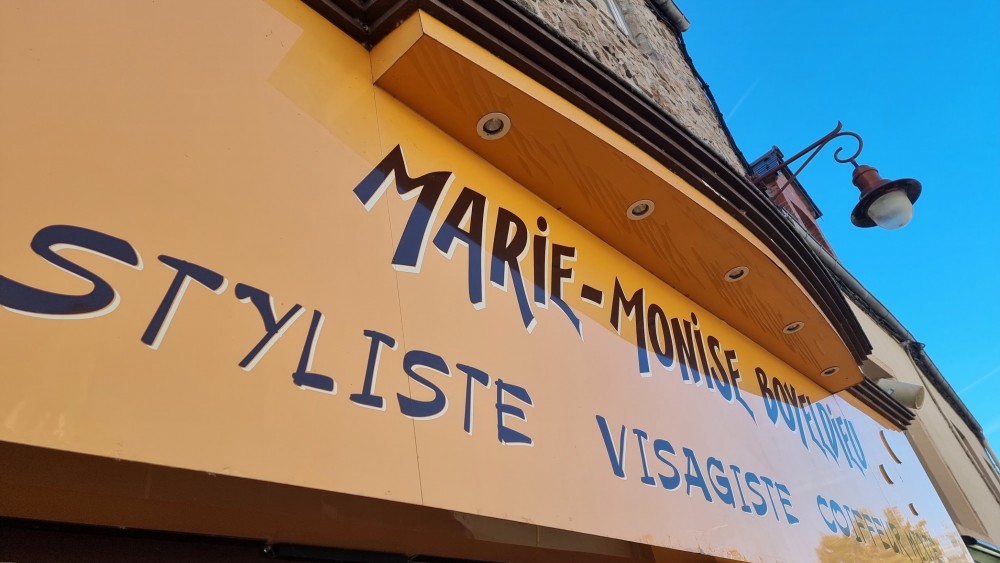 MARiE-MONiSE BOYELDiEU
STYLISTE VISAGISTE COIFFEUR